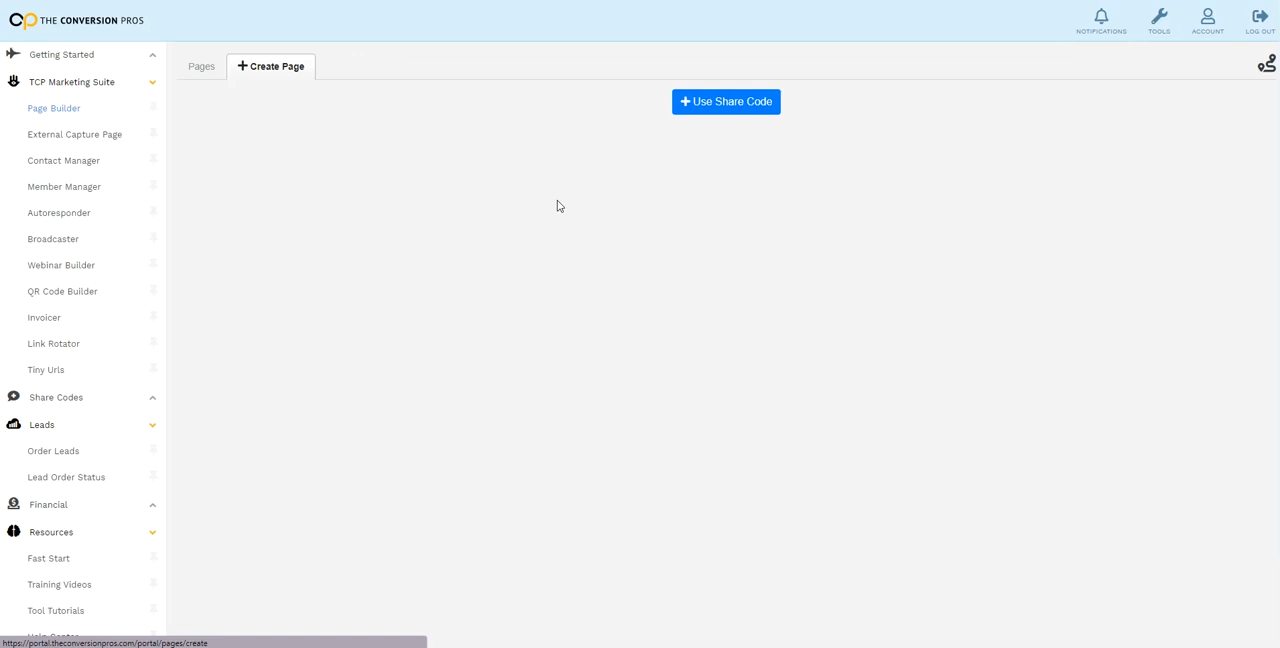 cp THE CONVERSION PROS
NOTIFICATIONS
TOOLS
ACCOUNT
LOG OUT
Getting Started
TCP Marketing Suite
Page Builder
External Capture Page
Contact Manager
Member Manager
Autoresponder
Broadcaster
Webinar Builder
QR Code Builder
Invoicer
Link Rotator
Tiny Urls
Share Codes
Leads
Order Leads
Lead Order Status
Financial
Resources
Fast Start
Training Videos
Tool Tutorials
Help Center
Pages
+ Create Page
+ Use Share Code
https://portal.theconversionpros.com/portal/pages/create